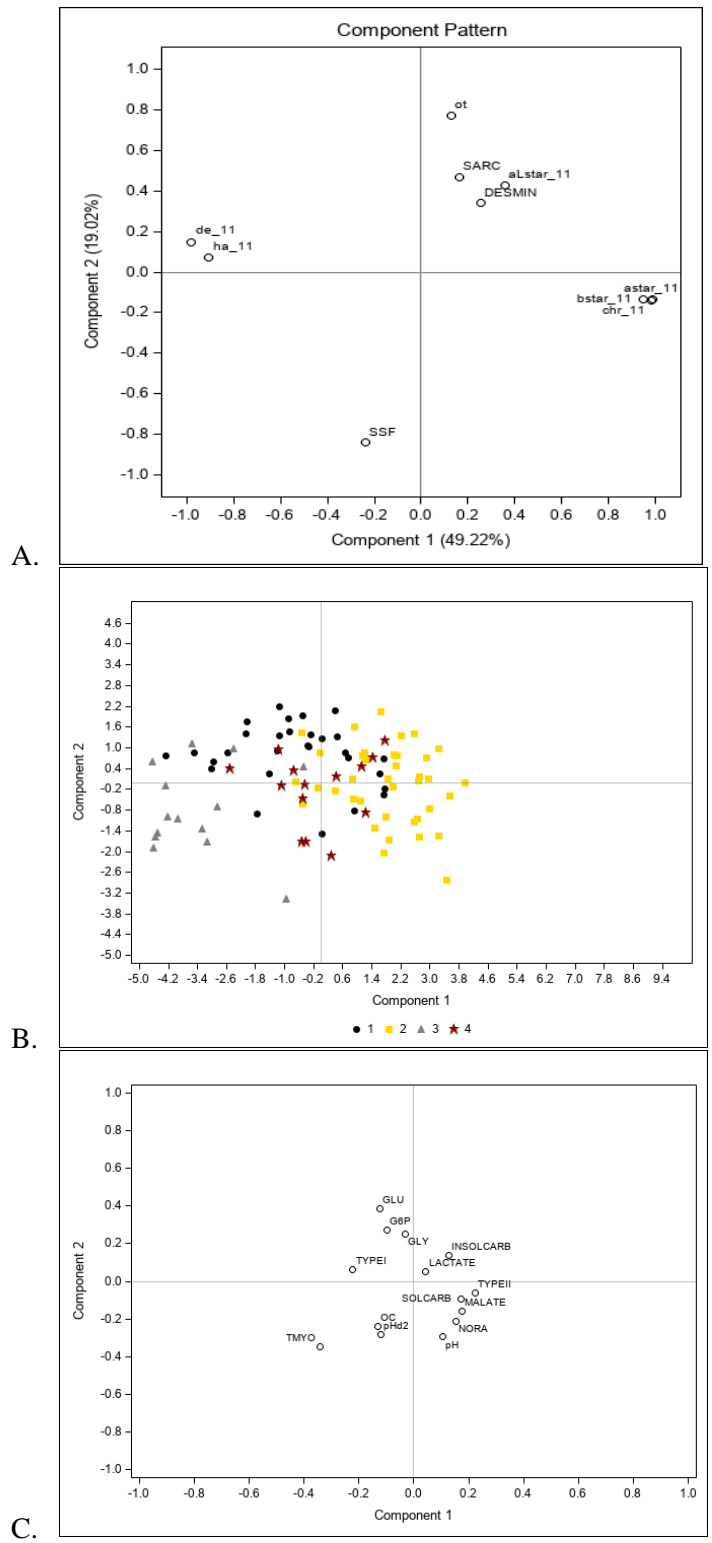 Component Pattern
1.0
0.8
0.6
0.4
0.2
0.0
-0.2
-0.4
-0.6
-0.8
-1.0
Component 2 (19.02%)
ot
SARC
aLstar_11
DESMIN
de_11
ha_11
astar_11
bstar_11
chr_11
SSF
-1.0 -0.8 -0.6 -0.4 -0.2 0.0 0.2 0.4 0.6 0.8 1.0
Component 1 (49.22%)
A.
4.6
4.0
3.4
2.8
2.2
1.6
1.0
0.4
-0.2
-0.8
-1.4
-2.0
-2.6
-3.2
-3.8
-4.4
-5.0
Component 2
-5.0 -4.2 -3.4 -2.6 -1.8 -1.0 -0.2 0.6 1.4 2.2 3.0 4.6 5.4 6.2 7.0 7.8 8.6 9.4
Component 1
1 2 3 4
B.
1.0
0.8
0.6
0.4
0.2
0.0
-0.2
-0.4
-0.6
-0.8
-1.0
Component 2
GLU
G6P
GLY
INSOLCARB
TYPEI
LACTATE
TYPEII
SOLCARB
MALATE
OC
pHd2
NORA
TMYO
pH
-1.0 -0.8 -0.6 -0.4 -0.2 0.0 0.2 0.4 0.6 0.8 1.0
Component 1
C.